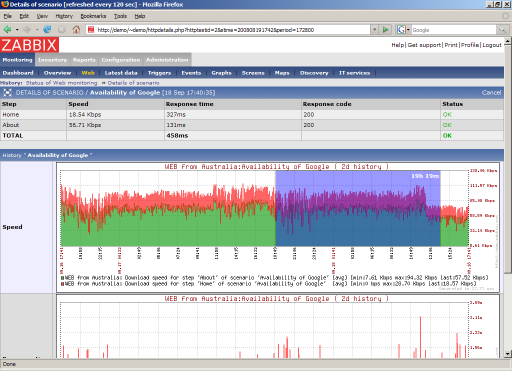 Details of scenario [refreshed every 120 sec] - Mozilla Firefox
File Edit View History Bookmarks Tools Help
http://demo/~demo/httpdetails.php?httptestid=2&stime=200808191742&period=172800
Google
ZABBIX
Help | Get support | Print | Profile | Logout
Monitoring Inventory Reports Configuration Administration
Dashboard Overview Web Latest data Triggers Events Graphs Screens Maps Discovery IT services
History: Status of Web monitoring » Details of scenario
DETAILS OF SCENARIO / Availability of Google [18 Sep 17:40:35] Cancel
Step Speed Response time Response code Status
Home 18.54 Kbps 327ms 200 OK
About 56.71 Kbps 131ms 200 OK
TOTAL 458ms OK
History "Availability of Google"
Speed
WEB from Australia:Availability of Google ( 2d history )
19h 19m
WEB from Australia: Download speed for step 'About' of scenario 'Availability of Google' [avg] [min:7.61 Kbps max:94.32 Kbps last:57.52 Kbps]
WEB from Australia: Download speed for step 'Home' of scenario 'Availability of Google' [avg] [min:0 bps max:28.70 Kbps last:18.57 Kbps]
WEB from Australia:Availability of Google ( 2d history )
Done